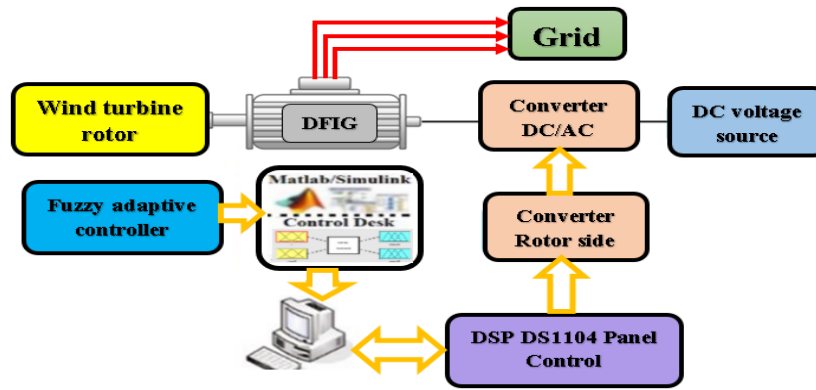 Grid
Wind turbine
rotor
DFIG
Converter
DC/AC
DC voltage
source
Fuzzy adaptive
controller
Matlab/Simulink
Control Desk
Converter
Rotor side
DSP DS1104 Panel
Control